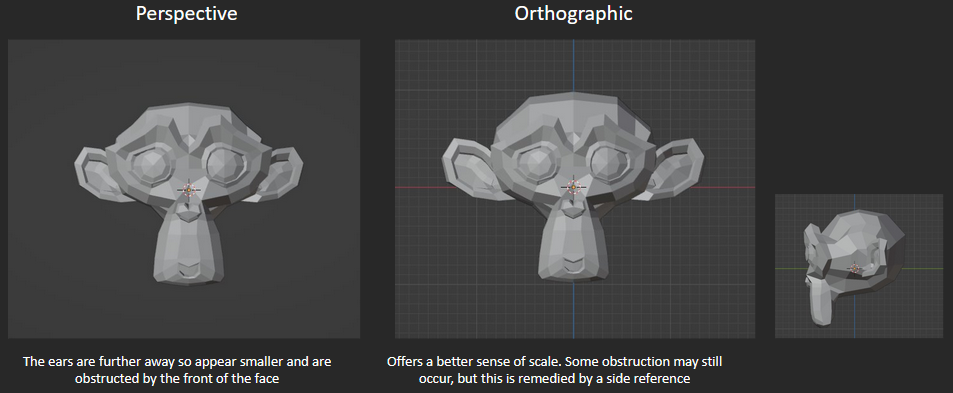 Perspective
Orthographic
The ears are further away so appear smaller and are
obstructed by the front of the face
Offers a better sense of scale. Some obstruction may still
occur, but this is remedied by a side reference